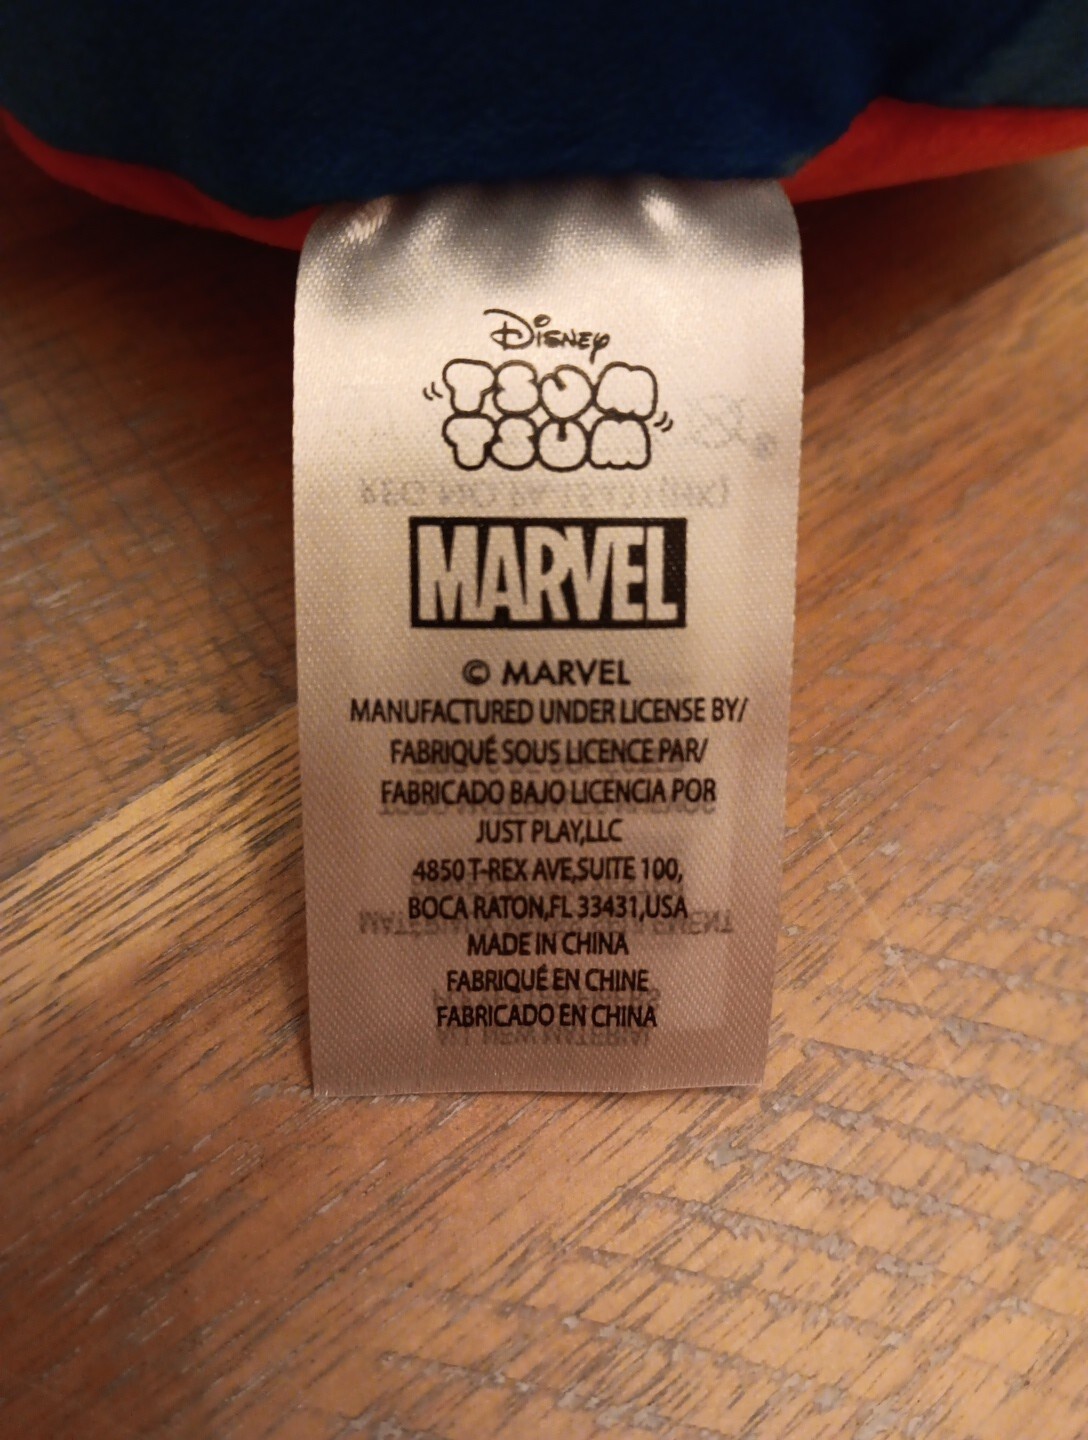 Disney
TSUM
TSUM
MARVEL
© MARVEL
MANUFACTURED UNDER LICENSE BY/
FABRIQUÉ SOUS LICENCE PAR/
FABRICADO BAJO LICENCIA POR
JUST PLAY,LLC
4850 T-REX AVE,SUITE 100,
BOCA RATON,FL 33431,USA
MADE IN CHINA
FABRIQUÉ EN CHINE
FABRICADO EN CHINA